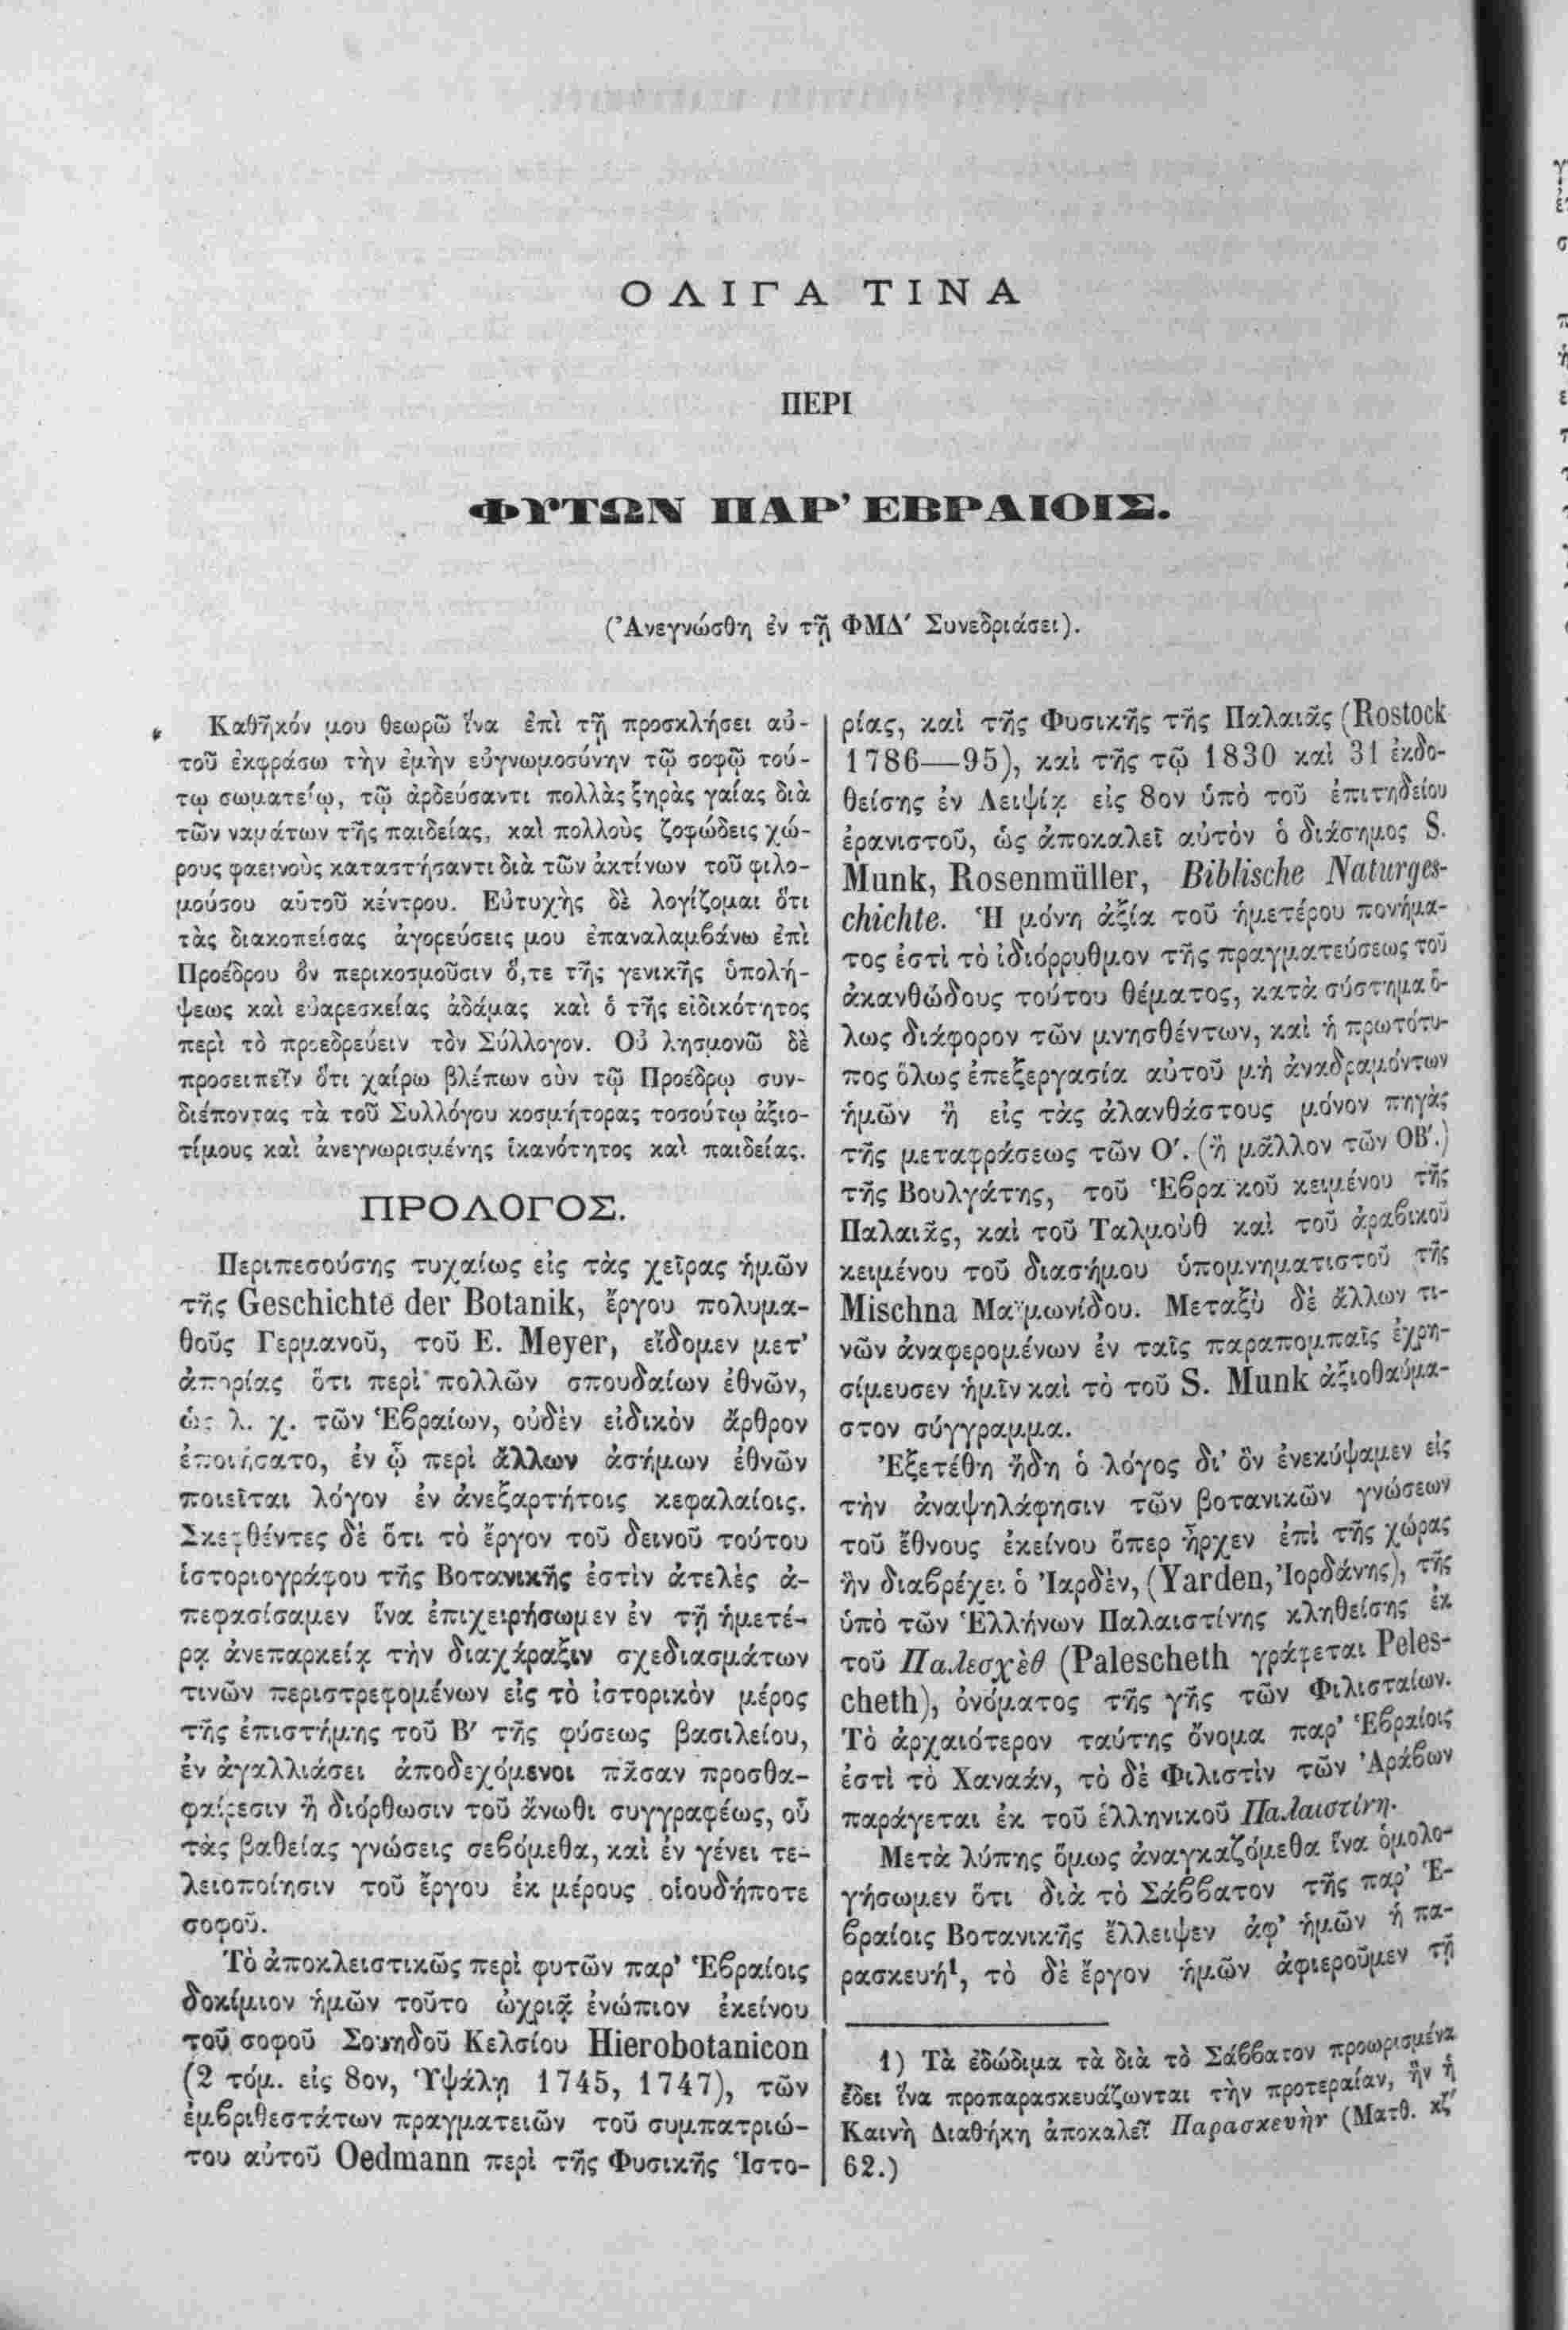 ΟΛΙΓΑ ΤΙΝΑ
ΠΕΡΙ
ΦΥΤΩΝ ΠΑΡ' ΕΒΡΑΙΟΙΣ.
(Ἀνεγνώσθη ἐν τῇ ΦΜΔ′ Συνεδριάσει).
Καθῆκόν μου θεωρῶ ἵνα ἐπὶ τῇ προσκλήσει αὐ-
τοῦ ἐκφράσω τὴν ἐμὴν εὐγνωμοσύνην τῷ σοφῷ τού-
τῳ σωματείῳ, τῷ ἀρδεύσαντι πολλὰς ξηρὰς γαίας διὰ
τῶν ναμάτων τῆς παιδείας, καὶ πολλοὺς ζοφώδεις χώ-
ρους φαεινοὺς καταστήσαντι διὰ τῶν ἀκτίνων τοῦ φιλο-
μούσου αὑτοῦ κέντρου. Εὐτυχὴς δὲ λογίζομαι ὅτι
τὰς διακοπείσας ἀγορεύσεις μου ἐπαναλαμβάνω ἐπὶ
Προέδρου ὃν περικοσμοῦσιν ὅ,τε τῆς γενικῆς ὑπολή-
ψεως καὶ εὐαρεσκείας ἀδάμας καὶ ὁ τῆς εἰδικότητος
περὶ τὸ προεδρεύειν τὸν Σύλλογον. Οὐ λησμονῶ δὲ
προσειπεῖν ὅτι χαίρω βλέπων σὺν τῷ Προέδρῳ συν-
διέποντας τὰ τοῦ Συλλόγου κοσμήτορας τοσούτῳ ἀξιο-
τίμους καὶ ἀνεγνωρισμένης ἱκανότητος καὶ παιδείας.
ΠΡΟΛΟΓΟΣ.
Περιπεσούσης τυχαίως εἰς τὰς χεῖρας ἡμῶν
τῆς Geschichte der Botanik, ἔργου πολυμα-
θοῦς Γερμανοῦ, τοῦ E. Meyer, εἴδομεν μετ'
ἀπορίας ὅτι περὶ πολλῶν σπουδαίων ἐθνῶν,
ὡς λ. χ. τῶν Ἑβραίων, οὐδὲν εἰδικὸν ἄρθρον
ἐποιήσατο, ἐν ᾧ περὶ ἄλλων ἀσήμων ἐθνῶν
ποιεῖται λόγον ἐν ἀνεξαρτήτοις κεφαλαίοις.
Σκεφθέντες δὲ ὅτι τὸ ἔργον τοῦ δεινοῦ τούτου
ἱστοριογράφου τῆς Βοτανικῆς ἐστὶν ἀτελὲς ἀ-
πεφασίσαμεν ἵνα ἐπιχειρήσωμεν ἐν τῇ ἡμετέ-
ρᾳ ἀνεπαρκείᾳ τὴν διαχάραξιν σχεδιασμάτων
τινῶν περιστρεφομένων εἰς τὸ ἱστορικὸν μέρος
τῆς ἐπιστήμης τοῦ Β′ τῆς φύσεως βασιλείου,
ἐν ἀγαλλιάσει ἀποδεχόμενοι πᾶσαν προσθα-
φαίρεσιν ἢ διόρθωσιν τοῦ ἄνωθι συγγραφέως, οὗ
τὰς βαθείας γνώσεις σεβόμεθα, καὶ ἐν γένει τε-
λειοποίησιν τοῦ ἔργου ἐκ μέρους οἱουδήποτε
σοφοῦ.
Τὸ ἀποκλειστικῶς περὶ φυτῶν παρ' Ἑβραίοις
δοκίμιον ἡμῶν τοῦτο ὠχριᾷ ἐνώπιον ἐκείνου
τοῦ σοφοῦ Σουηδοῦ Κελσίου Hierobotanicon
(2 τόμ. εἰς 8ον, Ὑψάλῃ 1745, 1747), τῶν
ἐμβριθεστάτων πραγματειῶν τοῦ συμπατριώ-
του αὐτοῦ Oedmann περὶ τῆς Φυσικῆς Ἱστο-
ρίας, καὶ τῆς Φυσικῆς τῆς Παλαιᾶς (Rostock
1786—95), καὶ τῆς τῷ 1830 καὶ 31 ἐκδο-
θείσης ἐν Λειψίᾳ εἰς 8ον ὑπὸ τοῦ ἐπιτηδείου
ἐρανιστοῦ, ὡς ἀποκαλεῖ αὐτὸν ὁ διάσημος S.
Munk, Rosenmüller, Biblische Naturges-
chichte. Ἡ μόνη ἀξία τοῦ ἡμετέρου πονήμα-
τος ἐστὶ τὸ ἰδιόρρυθμον τῆς πραγματεύσεως τοῦ
ἀκανθώδους τούτου θέματος, κατὰ σύστημα ὅ-
λως διάφορον τῶν μνησθέντων, καὶ ἡ πρωτότυ-
πος ὅλως ἐπεξεργασία αὐτοῦ μὴ ἀναδραμόντων
ἡμῶν ἢ εἰς τὰς ἀλανθάστους μόνον πηγὰς
τῆς μεταφράσεως τῶν Ο′. (ἢ μᾶλλον τῶν ΟΒ′.)
τῆς Βουλγάτης, τοῦ Ἑβραϊκοῦ κειμένου τῆς
Παλαιᾶς, καὶ τοῦ Ταλμοὺθ καὶ τοῦ ἀραβικοῦ
κειμένου τοῦ διασήμου ὑπομνηματιστοῦ τῆς
Mischna Μαϊμωνίδου. Μεταξὺ δὲ ἄλλων τι-
νῶν ἀναφερομένων ἐν ταῖς παραπομπαῖς ἐχρη-
σίμευσεν ἡμῖν καὶ τὸ τοῦ S. Munk ἀξιοθαύμα-
στον σύγγραμμα.
Ἐξετέθη ἤδη ὁ λόγος δι' ὃν ἐνεκύψαμεν εἰς
τὴν ἀναψηλάφησιν τῶν βοτανικῶν γνώσεων
τοῦ ἔθνους ἐκείνου ὅπερ ἦρχεν ἐπὶ τῆς χώρας
ἣν διαβρέχει ὁ Ἰαρδὲν, (Yarden, Ἰορδάνης), τῆς
ὑπὸ τῶν Ἑλλήνων Παλαιστίνης κληθείσης ἐκ
τοῦ Παλεσχὲθ (Palescheth γράφεται Peles-
cheth), ὀνόματος τῆς γῆς τῶν Φιλισταίων.
Τὸ ἀρχαιότερον ταύτης ὄνομα παρ' Ἑβραίοις
ἐστὶ τὸ Χαναάν, τὸ δὲ Φιλιστὶν τῶν Ἀράβων
παράγεται ἐκ τοῦ ἑλληνικοῦ Παλαιστίνη.
Μετὰ λύπης ὅμως ἀναγκαζόμεθα ἵνα ὁμολο-
γήσωμεν ὅτι διὰ τὸ Σάββατον τῆς παρ' Ἑ-
βραίοις Βοτανικῆς ἔλλειψεν ἀφ' ἡμῶν ἡ πα-
ρασκευή¹, τὸ δὲ ἔργον ἡμῶν ἀφιεροῦμεν τῇ
1) Τὰ ἐδώδιμα τὰ διὰ τὸ Σάββατον προωρισμένα
ἔδει ἵνα προπαρασκευάζωνται τὴν προτεραίαν, ἣν ἡ
Καινὴ Διαθήκη ἀποκαλεῖ Παρασκευὴν (Ματθ. κζ′
62.)